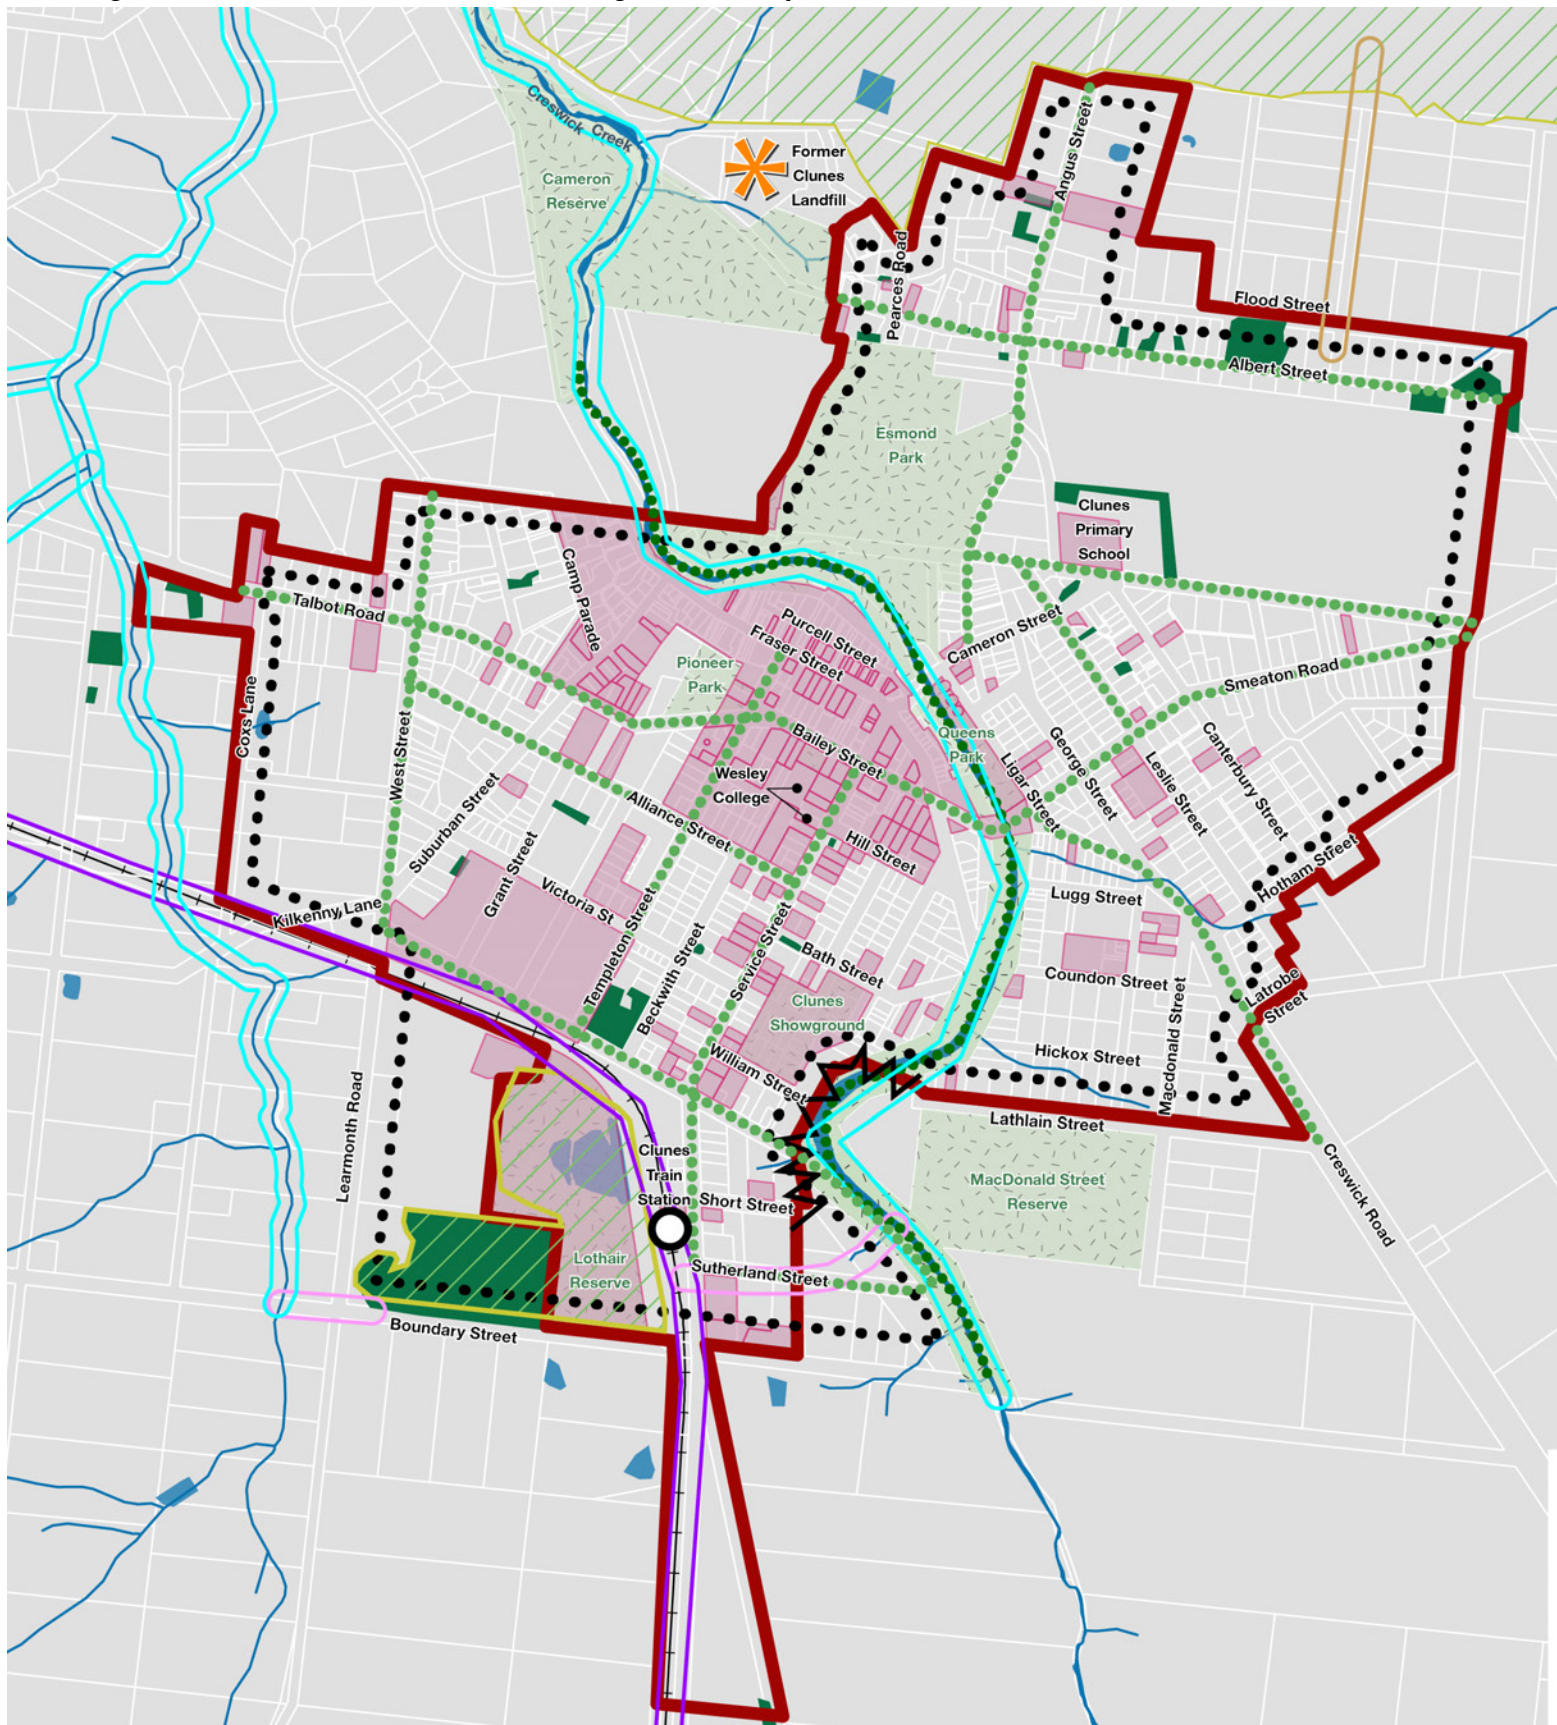 Creswick Creek
Former
Clunes
Landfill
Angus Street
Cameron
Reserve
Pearces Road
Flood Street
Albert Street
Esmond
Park
Clunes
Primary
School
Camp Parade
Talbot Road
Purcell Street
Fraser Street
Cameron Street
Pioneer
Park
Smeaton Road
Coxs Lane
West Street
Queens
Park
Bailey Street
Wesley
College
Ligar Street
George Street
Leslie Street
Canterbury Street
Suburban Street
Alliance Street
Hill Street
Grant Street
Hotham Street
Victoria St
Lugg Street
Kilkenny Lane
Templeton Street
Beckwith Street
Service Street
Bath Street
Coundon Street
Latrobe
Street
Clunes
Showground
Macdonald Street
William Street
Hickox Street
Learmonth Road
Lathlain Street
Clunes
Train
Station
Short Street
MacDonald Street
Reserve
Creswick Road
Lothair
Reserve
Sutherland Street
Boundary Street